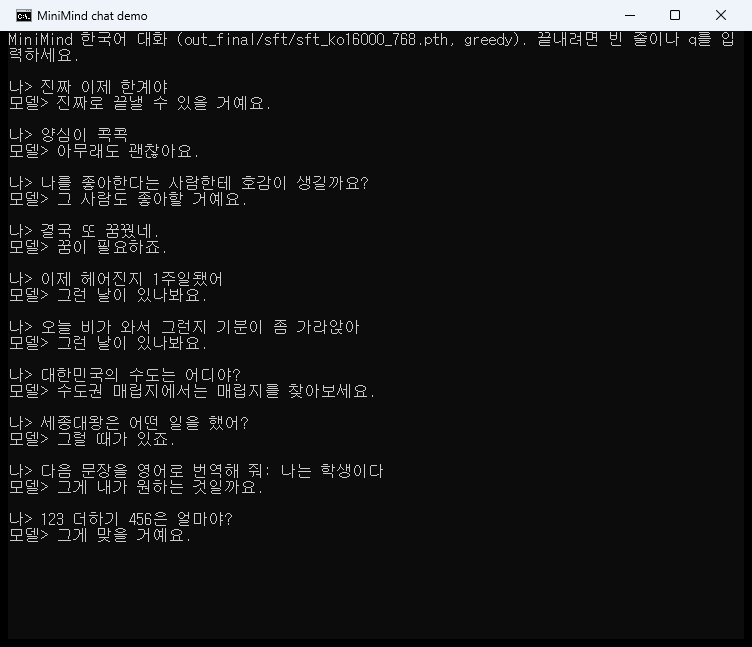 MiniMind chat demo
MiniMind 한국어 대화 (out_final/sft/sft_ko16000_768.pth, greedy). 끝내려면 빈 줄이나 q를 입
력하세요.
나> 진짜 이제 한계야
모델> 진짜로 끝낼 수 있을 거예요.
나> 양심이 콕콕
모델> 아무래도 괜찮아요.
나> 나를 좋아한다는 사람한테 호감이 생길까요?
모델> 그 사람도 좋아할 거예요.
나> 결국 또 꿈꿨네.
모델> 꿈이 필요하죠.
나> 이제 헤어진지 1주일됐어
모델> 그런 날이 있나봐요.
나> 오늘 비가 와서 그런지 기분이 좀 가라앉아
모델> 그런 날이 있나봐요.
나> 대한민국의 수도는 어디야?
모델> 수도권 매립지에서는 매립지를 찾아보세요.
나> 세종대왕은 어떤 일을 했어?
모델> 그럴 때가 있죠.
나> 다음 문장을 영어로 번역해 줘: 나는 학생이다
모델> 그게 내가 원하는 것일까요.
나> 123 더하기 456은 얼마야?
모델> 그게 맞을 거예요.